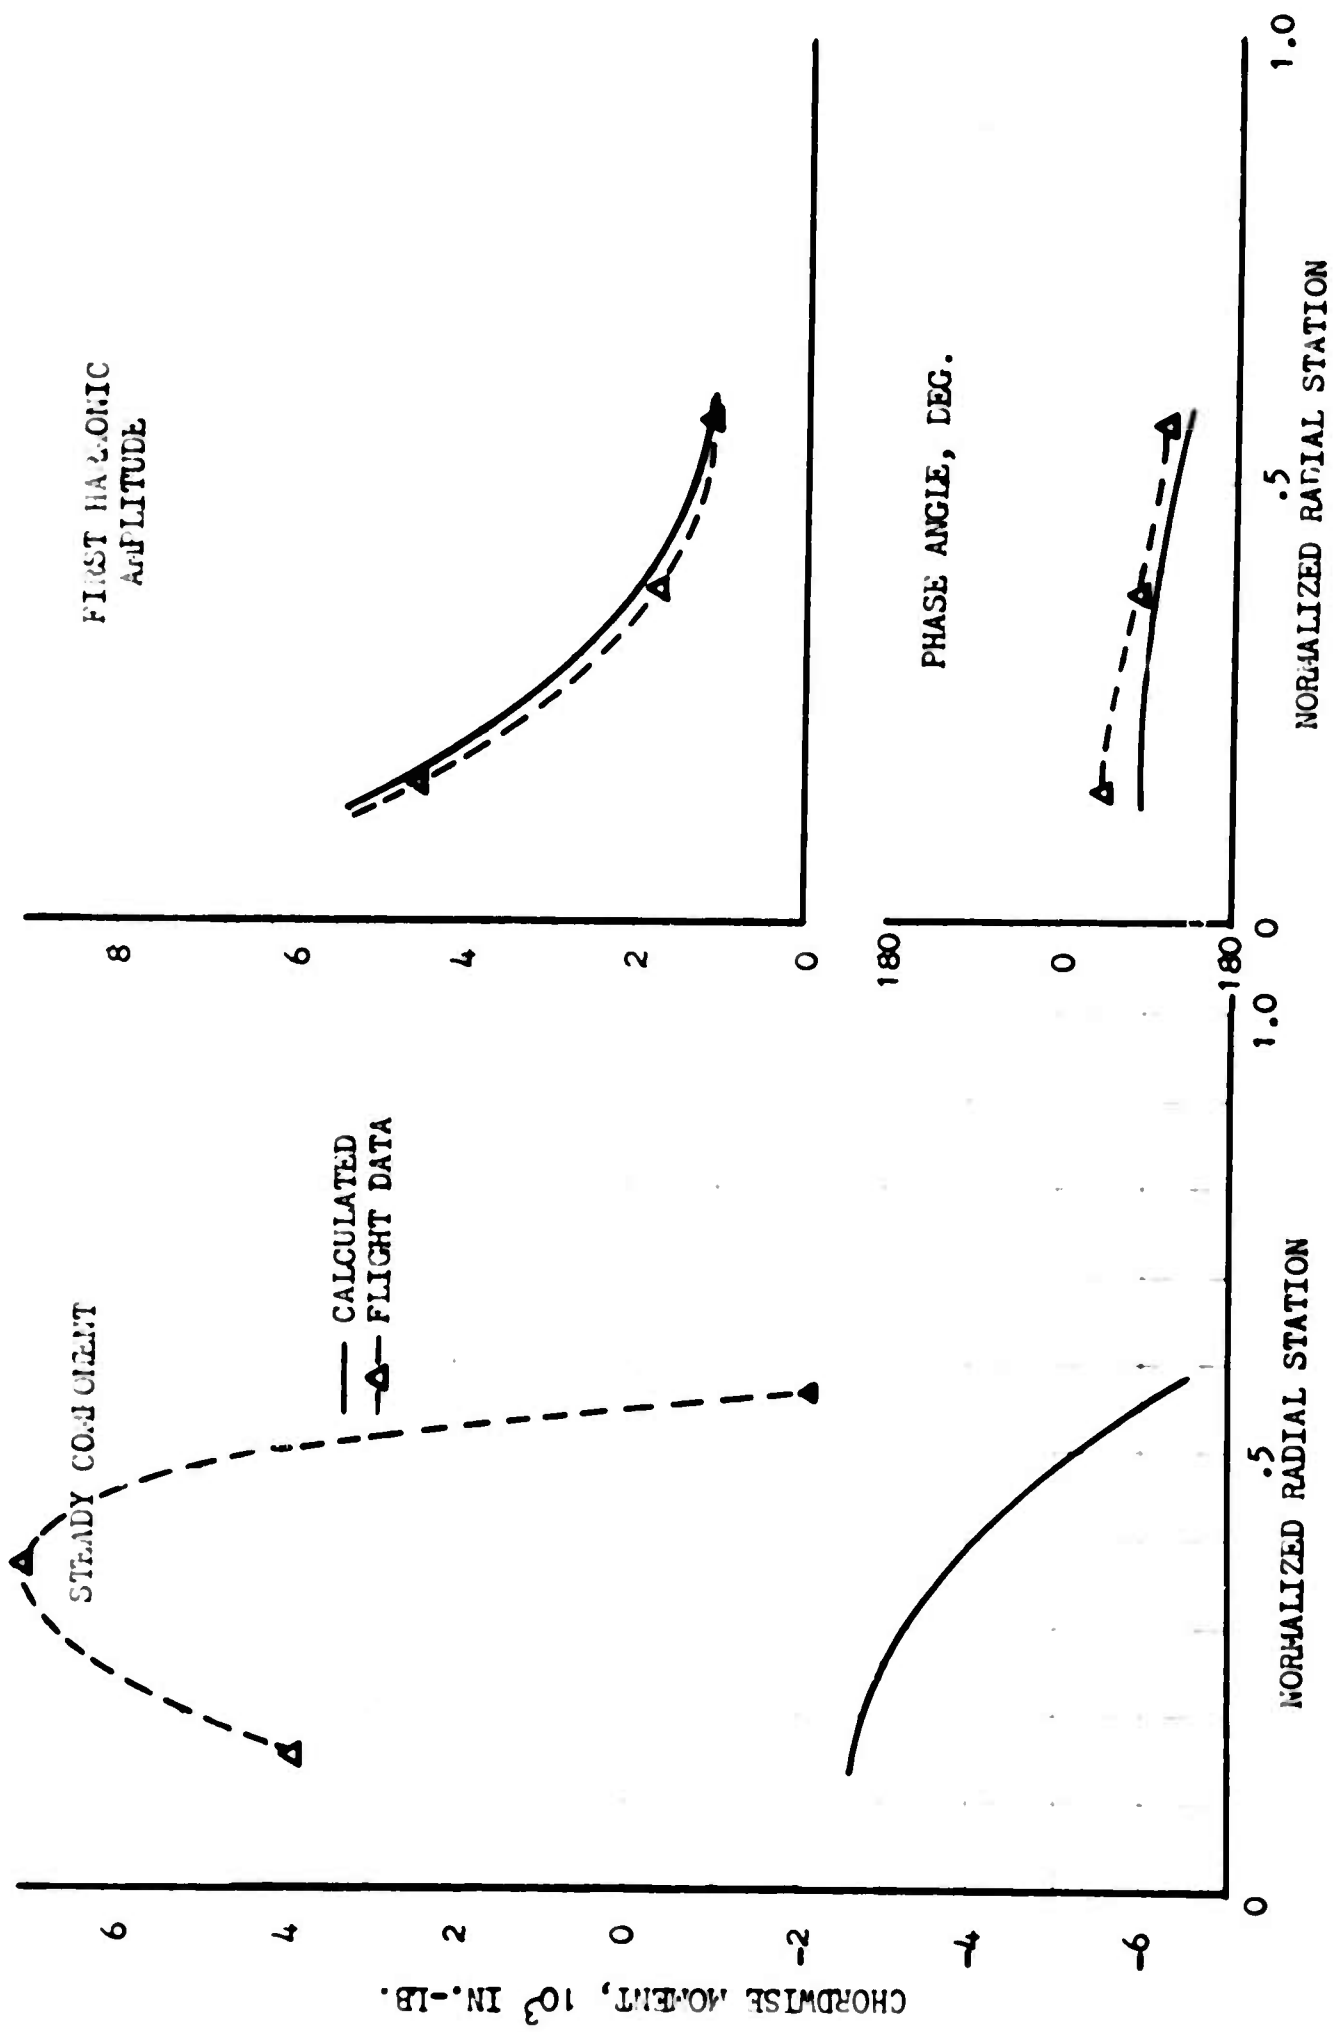 STEADY COMPONENT
CALCULATED
FLIGHT DATA
CHORDWISE MOMENT, 10³ IN.-LB.
6
4
2
0
-2
-4
-6
0
.5
1.0
NORMALIZED RADIAL STATION
FIRST HARMONIC
AMPLITUDE
8
6
4
2
0
PHASE ANGLE, DEG.
180
0
-180
0
.5
1.0
NORMALIZED RADIAL STATION